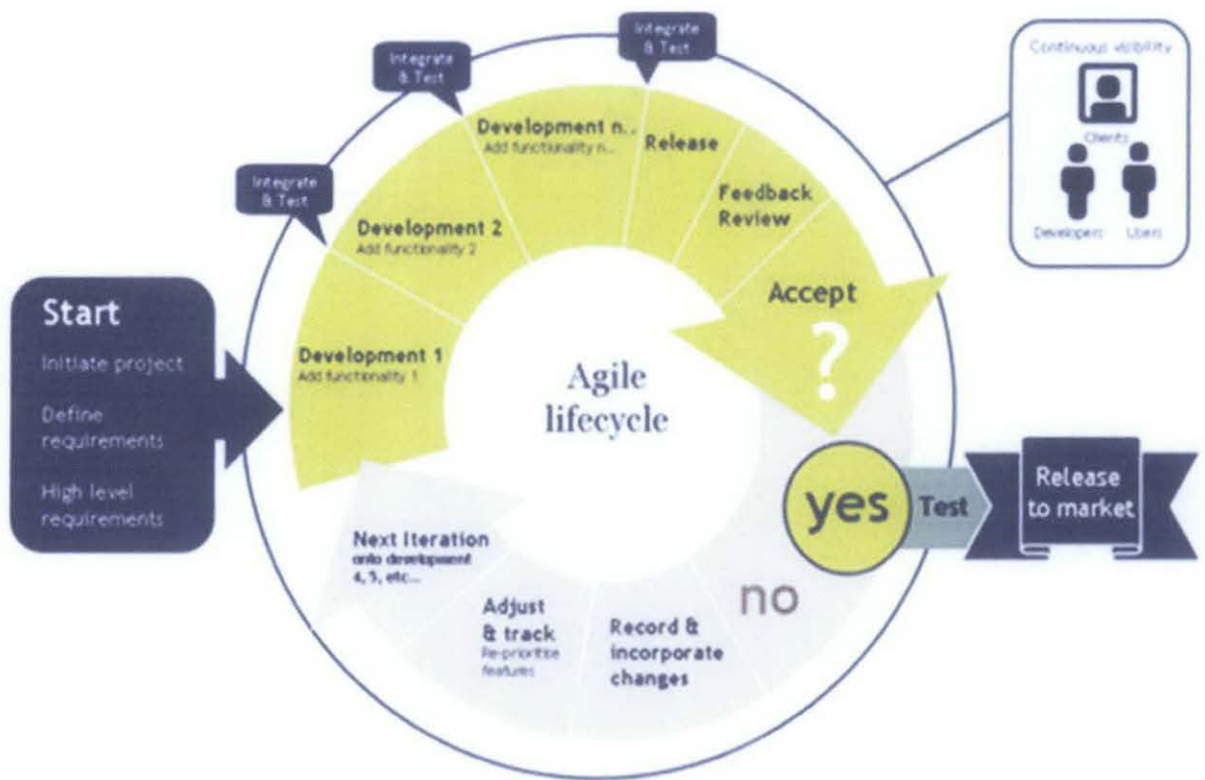 Integrate
& Test
Integrate
& Test
Integrate
& Test
Continuous visibility
Clients
Developers Users
Start
Initiate project
Define
requirements
High level
requirements
Development 1
Add functionality 1
Development 2
Add functionality 2
Development n..
Add functionality n...
Release
Feedback
Review
Accept
?
Agile
lifecycle
yes
Test
Release
to market
no
Record &
incorporate
changes
Adjust
& track
Re-prioritise
features
Next Iteration
onto development
4, 5, etc...